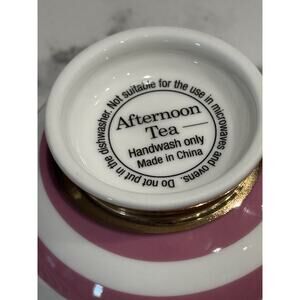 Afternoon
Tea
Handwash only
Made in China
Do not put in the dishwasher. Not suitable for the use in microwaves and ovens.